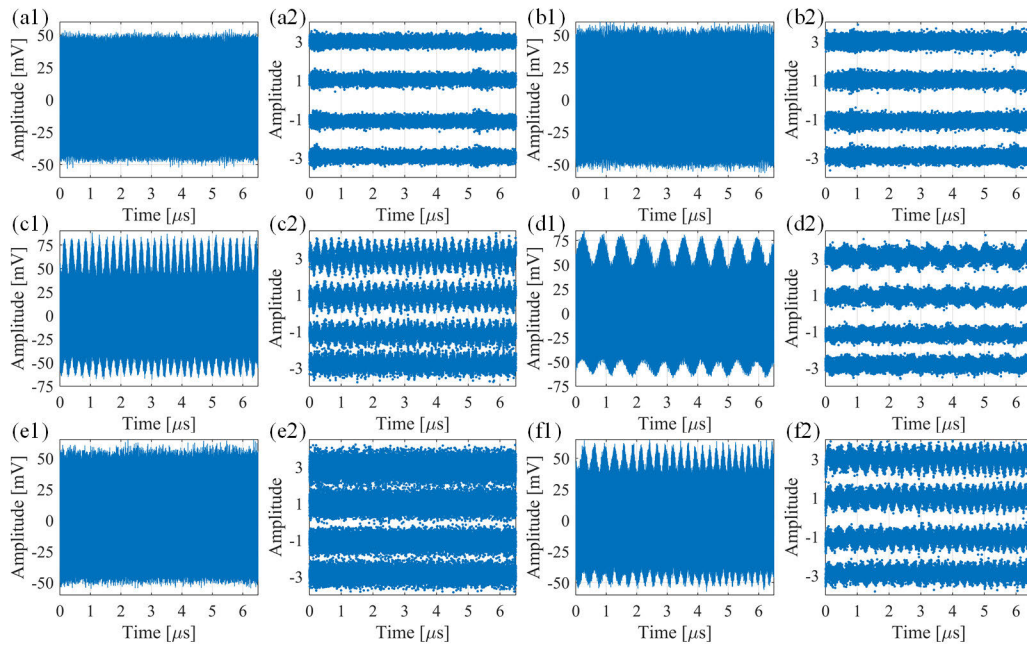 (a1) (a2) (b1) (b2)
50 3 50 3
25 1 25 1
0 0
-25 -1 -25 -1
-50 -3 -50 -3
Amplitude [mV] Amplitude Amplitude [mV] Amplitude
0 1 2 3 4 5 6 0 1 2 3 4 5 6 0 1 2 3 4 5 6 0 1 2 3 4 5 6
Time [μs] Time [μs] Time [μs] Time [μs]
(c1) (c2) (d1) (d2)
75 75
50 3 50 3
25 1 25 1
0 0
-25 -1 -25 -1
-50 -3 -50 -3
-75 -75
Amplitude [mV] Amplitude Amplitude [mV] Amplitude
0 1 2 3 4 5 6 0 1 2 3 4 5 6 0 1 2 3 4 5 6 0 1 2 3 4 5 6
Time [μs] Time [μs] Time [μs] Time [μs]
(e1) (e2) (f1) (f2)
50 3 50 3
25 1 25 1
0 0
-25 -1 -25 -1
-50 -3 -50 -3
Amplitude [mV] Amplitude Amplitude [mV] Amplitude
0 1 2 3 4 5 6 0 1 2 3 4 5 6 0 1 2 3 4 5 6 0 1 2 3 4 5 6
Time [μs] Time [μs] Time [μs] Time [μs]